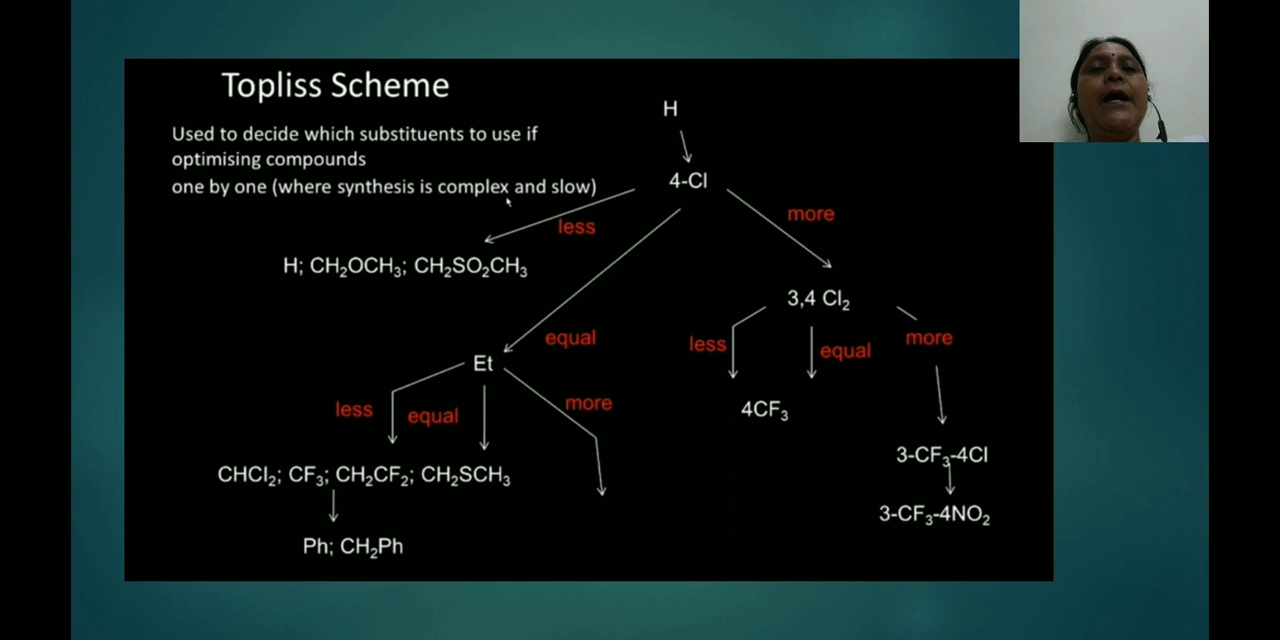 Topliss Scheme
Used to decide which substituents to use if
optimising compounds
one by one (where synthesis is complex and slow)
H
4-Cl
less
more
H; CH₂OCH₃; CH₂SO₂CH₃
3,4 Cl₂
equal
less
equal
more
Et
less
equal
more
4CF₃
3-CF₃-4Cl
CHCl₂; CF₃; CH₂CF₂; CH₂SCH₃
3-CF₃-4NO₂
Ph; CH₂Ph